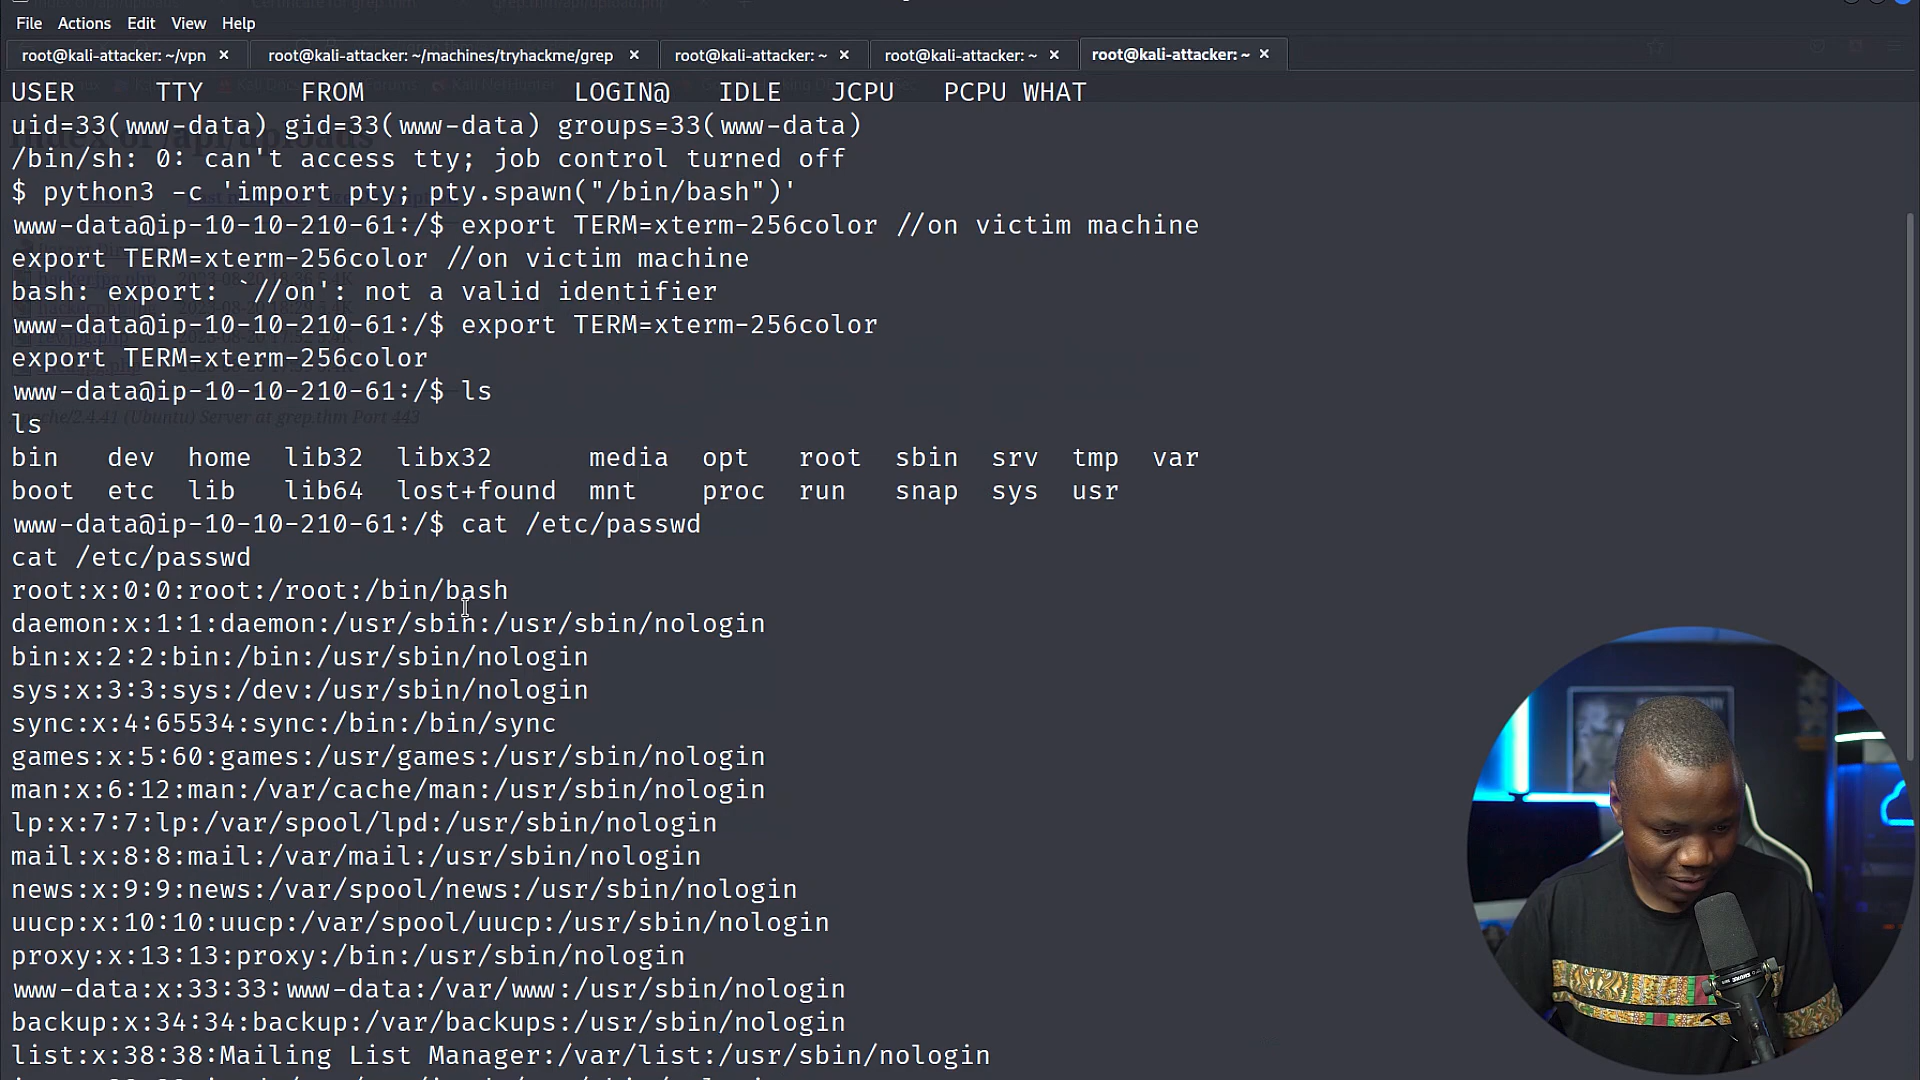 File Actions Edit View Help
root@kali-attacker: ~/vpn × root@kali-attacker: ~/machines/tryhackme/grep × root@kali-attacker: ~ × root@kali-attacker: ~ × root@kali-attacker: ~ ×
USER TTY FROM LOGIN@ IDLE JCPU PCPU WHAT
uid=33(www-data) gid=33(www-data) groups=33(www-data)
/bin/sh: 0: can't access tty; job control turned off
$ python3 -c 'import pty; pty.spawn("/bin/bash")'
www-data@ip-10-10-210-61:/$ export TERM=xterm-256color //on victim machine
export TERM=xterm-256color //on victim machine
bash: export: `//on': not a valid identifier
www-data@ip-10-10-210-61:/$ export TERM=xterm-256color
export TERM=xterm-256color
www-data@ip-10-10-210-61:/$ ls
ls
bin dev home lib32 libx32 media opt root sbin srv tmp var
boot etc lib lib64 lost+found mnt proc run snap sys usr
www-data@ip-10-10-210-61:/$ cat /etc/passwd
cat /etc/passwd
root:x:0:0:root:/root:/bin/bash
daemon:x:1:1:daemon:/usr/sbin:/usr/sbin/nologin
bin:x:2:2:bin:/bin:/usr/sbin/nologin
sys:x:3:3:sys:/dev:/usr/sbin/nologin
sync:x:4:65534:sync:/bin:/bin/sync
games:x:5:60:games:/usr/games:/usr/sbin/nologin
man:x:6:12:man:/var/cache/man:/usr/sbin/nologin
lp:x:7:7:lp:/var/spool/lpd:/usr/sbin/nologin
mail:x:8:8:mail:/var/mail:/usr/sbin/nologin
news:x:9:9:news:/var/spool/news:/usr/sbin/nologin
uucp:x:10:10:uucp:/var/spool/uucp:/usr/sbin/nologin
proxy:x:13:13:proxy:/bin:/usr/sbin/nologin
www-data:x:33:33:www-data:/var/www:/usr/sbin/nologin
backup:x:34:34:backup:/var/backups:/usr/sbin/nologin
list:x:38:38:Mailing List Manager:/var/list:/usr/sbin/nologin